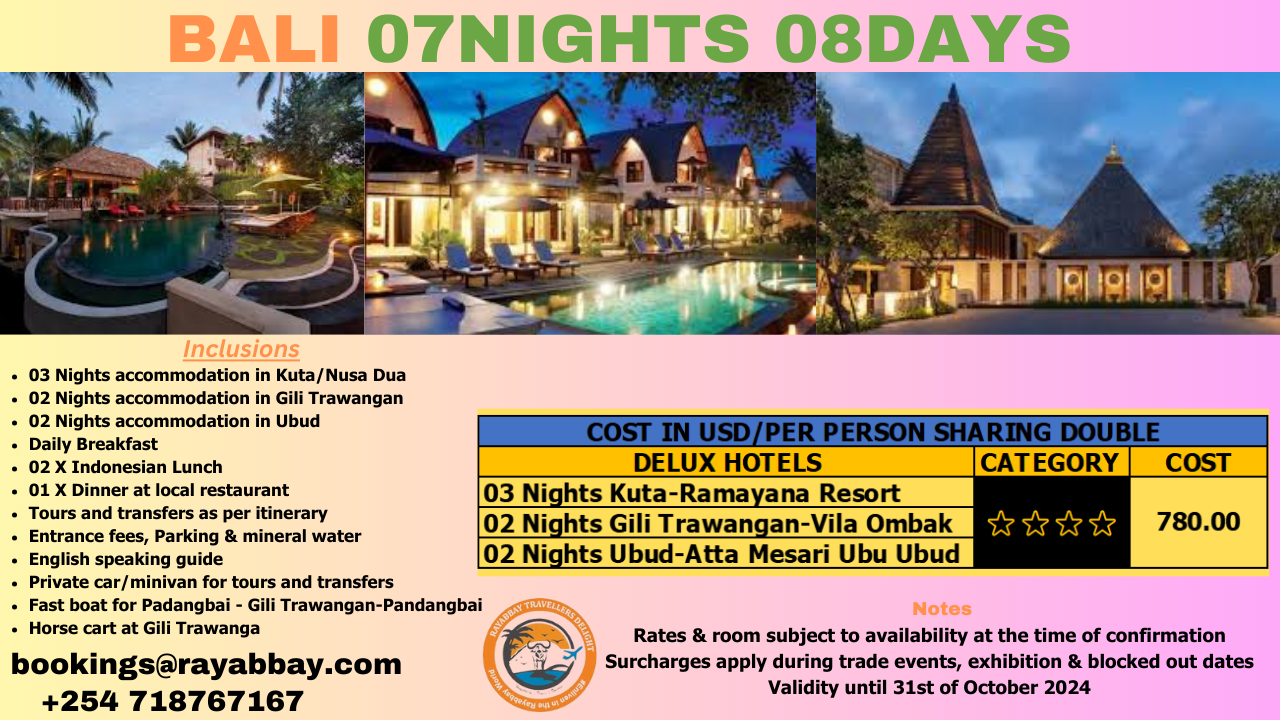 BALI 07NIGHTS 08DAYS
Inclusions
• 03 Nights accommodation in Kuta/Nusa Dua
• 02 Nights accommodation in Gili Trawangan
• 02 Nights accommodation in Ubud
• Daily Breakfast
• 02 X Indonesian Lunch
• 01 X Dinner at local restaurant
• Tours and transfers as per itinerary
• Entrance fees, Parking & mineral water
• English speaking guide
• Private car/minivan for tours and transfers
• Fast boat for Padangbai - Gili Trawangan-Pandangbai
• Horse cart at Gili Trawanga
bookings@rayabbay.com
+254 718767167
COST IN USD/PER PERSON SHARING DOUBLE
DELUX HOTELS CATEGORY COST
03 Nights Kuta-Ramayana Resort
02 Nights Gili Trawangan-Vila Ombak 780.00
02 Nights Ubud-Atta Mesari Ubu Ubud
RAYABBAY TRAVELLERS DELIGHT
#Enliven in the Rayabbay World
Notes
Rates & room subject to availability at the time of confirmation
Surcharges apply during trade events, exhibition & blocked out dates
Validity until 31st of October 2024